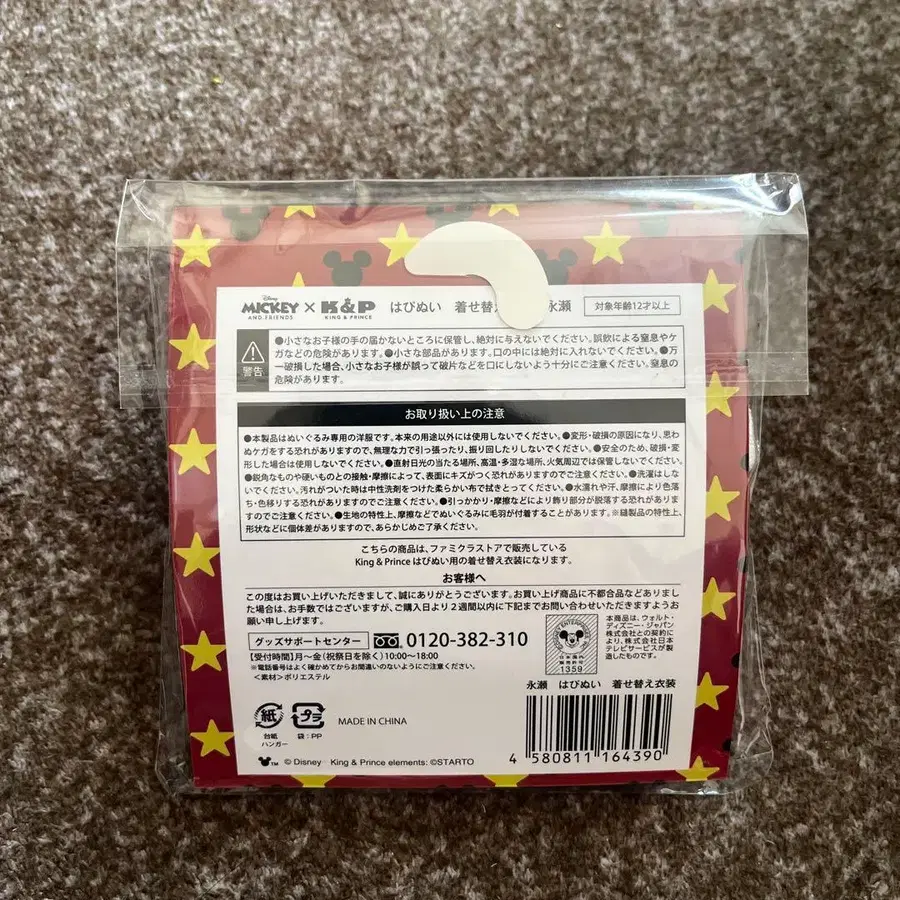 Disney
MICKEY
AND FRIENDS
×
K&P
KING & PRINCE
はぴぬい 着せ替え 永瀬
対象年齢12才以上
警告
●小さなお子様の手の届かないところに保管し、絶対に与えないでください。誤飲による窒息やケ
ガなどの危険があります。●小さな部品があります。口の中には絶対に入れないでください。●万
一破損した場合、小さなお子様が誤って破片などを口にしないよう十分にご注意ください。窒息の
危険があります。
お取り扱い上の注意
●本製品はぬいぐるみ専用の洋服です。本来の用途以外には使用しないでください。●変形・破損の原因になり、思わ
ぬケガをする恐れがありますので、無理な力で引っ張ったり、振り回したりしないでください。●安全のため、破損・変
形した場合は使用しないでください。●直射日光の当たる場所、高温・多湿な場所、火気周辺では保管しないでください。
●鋭角なものや硬いものとの接触・摩擦によって、表面にキズがつく恐れがありますのでご注意ください。●洗濯はし
ないでください。汚れがついた時は中性洗剤をつけた柔らかい布で拭きとってください。●水濡れや汗、摩擦により色落
ち・色移りする恐れがありますのでご注意ください。●引っかかり・摩擦などにより飾り部分が脱落する恐れがあり
ますのでご注意ください。●生地の特性上、摩擦などでぬいぐるみに毛羽が付着することがあります。※縫製品の特性上、
形状などに個体差がありますので、あらかじめご了承ください。
こちらの商品は、ファミクラストアで販売している
King & Prince はぴぬい用の着せ替え衣装になります。
お客様へ
この度はお買い上げいただきまして、誠にありがとうございます。お買い上げ商品に不都合品などありまし
た場合は、お手数ではございますが、ご購入日より2週間以内に下記までお問い合わせいただきますようお
願い申し上げます。
グッズサポートセンター 0120-382-310
【受付時間】月〜金(祝祭日を除く)10:00〜18:00
※電話番号はよく確かめてからお間違いのないようにご注意ください。
<素材>ポリエステル
本商品は、ウォルト・
ディズニー・ジャパン
株式会社との契約に
より、株式会社日本
テレビサービスが製
造したものです。
日本国内
販売許可
1359
永瀬 はぴぬい 着せ替え衣装
紙
台紙
ハンガー
プラ
袋:PP
MADE IN CHINA
4 580811 164390
TM © Disney King & Prince elements: ©STARTO